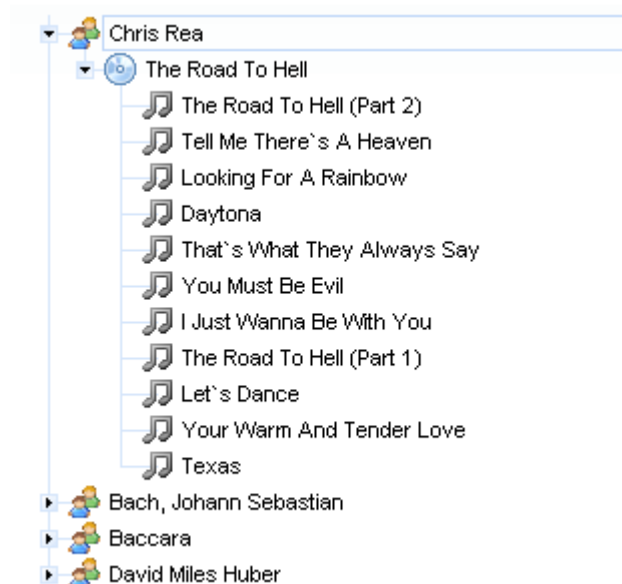 Chris Rea
The Road To Hell
The Road To Hell (Part 2)
Tell Me There`s A Heaven
Looking For A Rainbow
Daytona
That`s What They Always Say
You Must Be Evil
I Just Wanna Be With You
The Road To Hell (Part 1)
Let`s Dance
Your Warm And Tender Love
Texas
Bach, Johann Sebastian
Baccara
David Miles Huber